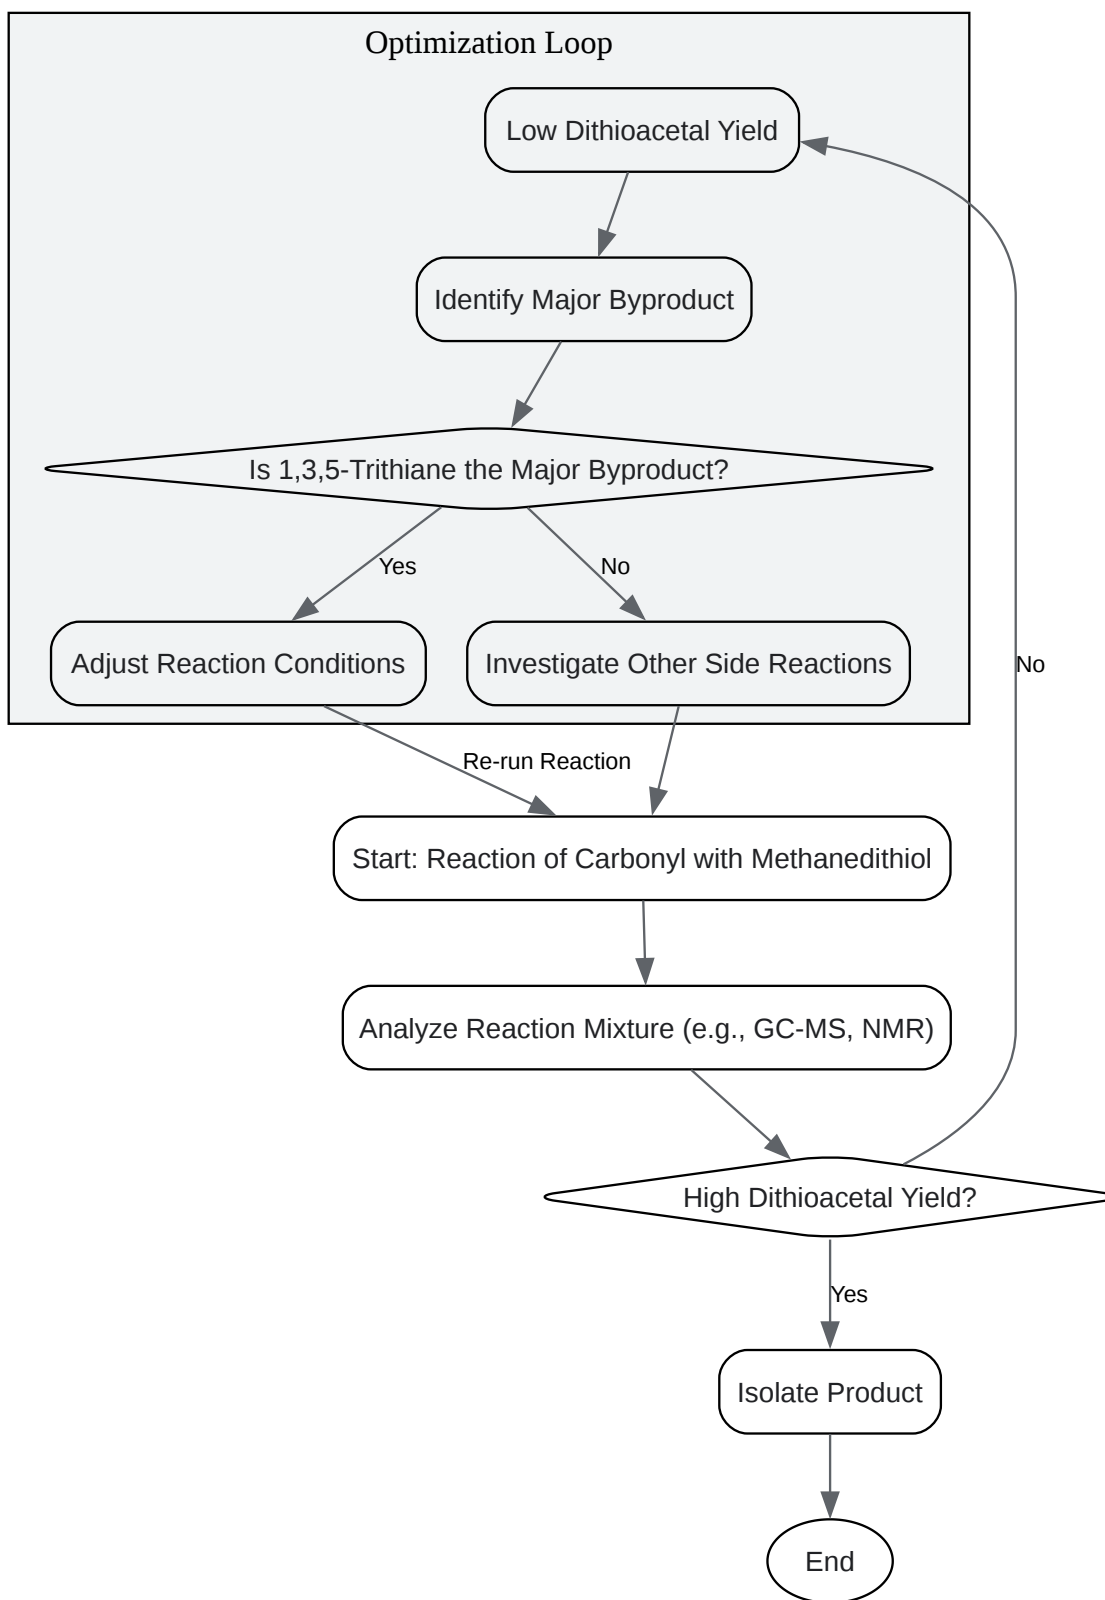 Optimization Loop
Low Dithioacetal Yield
Identify Major Byproduct
Is 1,3,5-Trithiane the Major Byproduct?
Yes
No
Adjust Reaction Conditions
Investigate Other Side Reactions
No
Re-run Reaction
Start: Reaction of Carbonyl with Methanedithiol
Analyze Reaction Mixture (e.g., GC-MS, NMR)
High Dithioacetal Yield?
Yes
Isolate Product
End